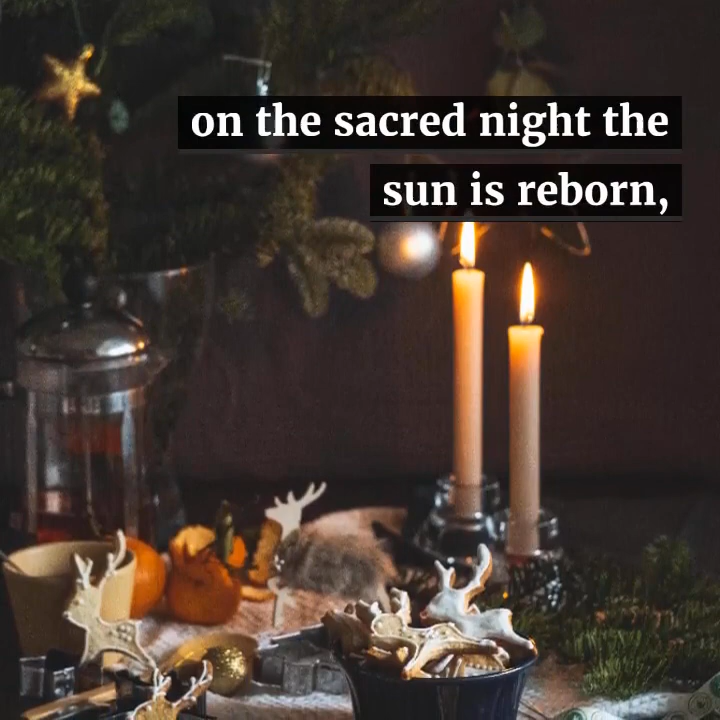 on the sacred night the
sun is reborn,